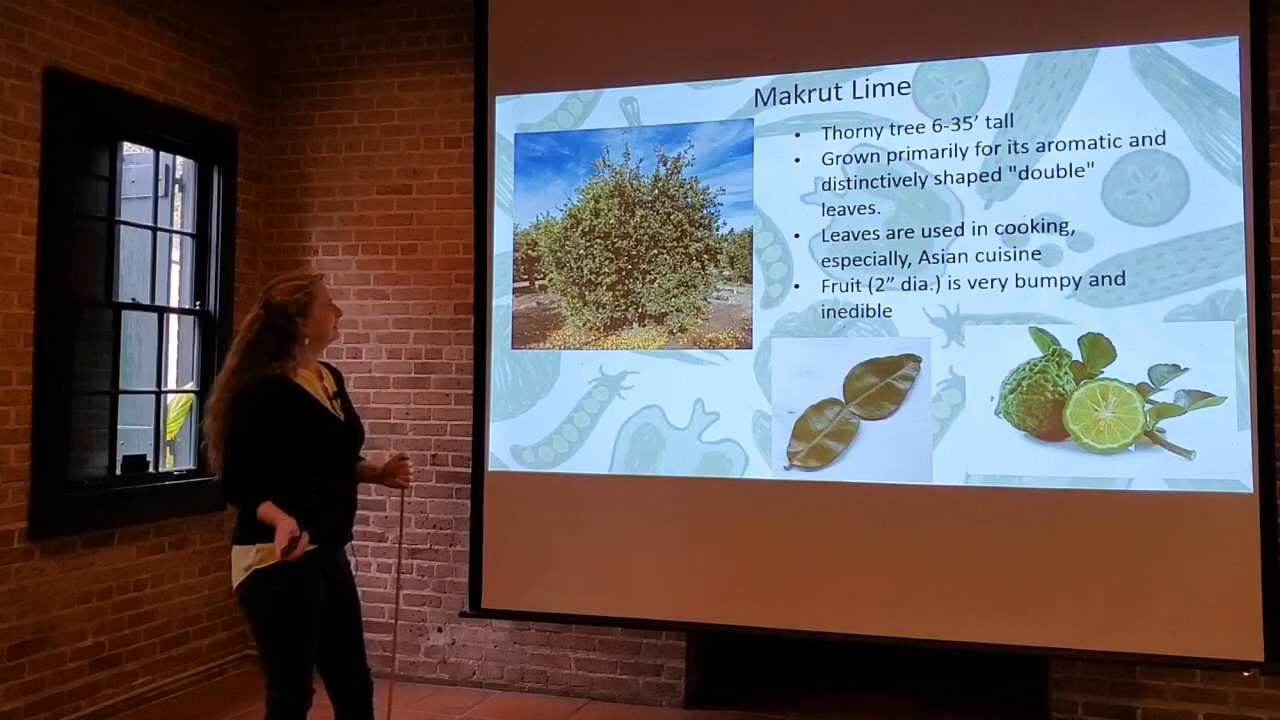 Makrut Lime
• Thorny tree 6-35’ tall
• Grown primarily for its aromatic and
distinctively shaped "double"
leaves.
• Leaves are used in cooking,
especially, Asian cuisine
• Fruit (2” dia.) is very bumpy and
inedible